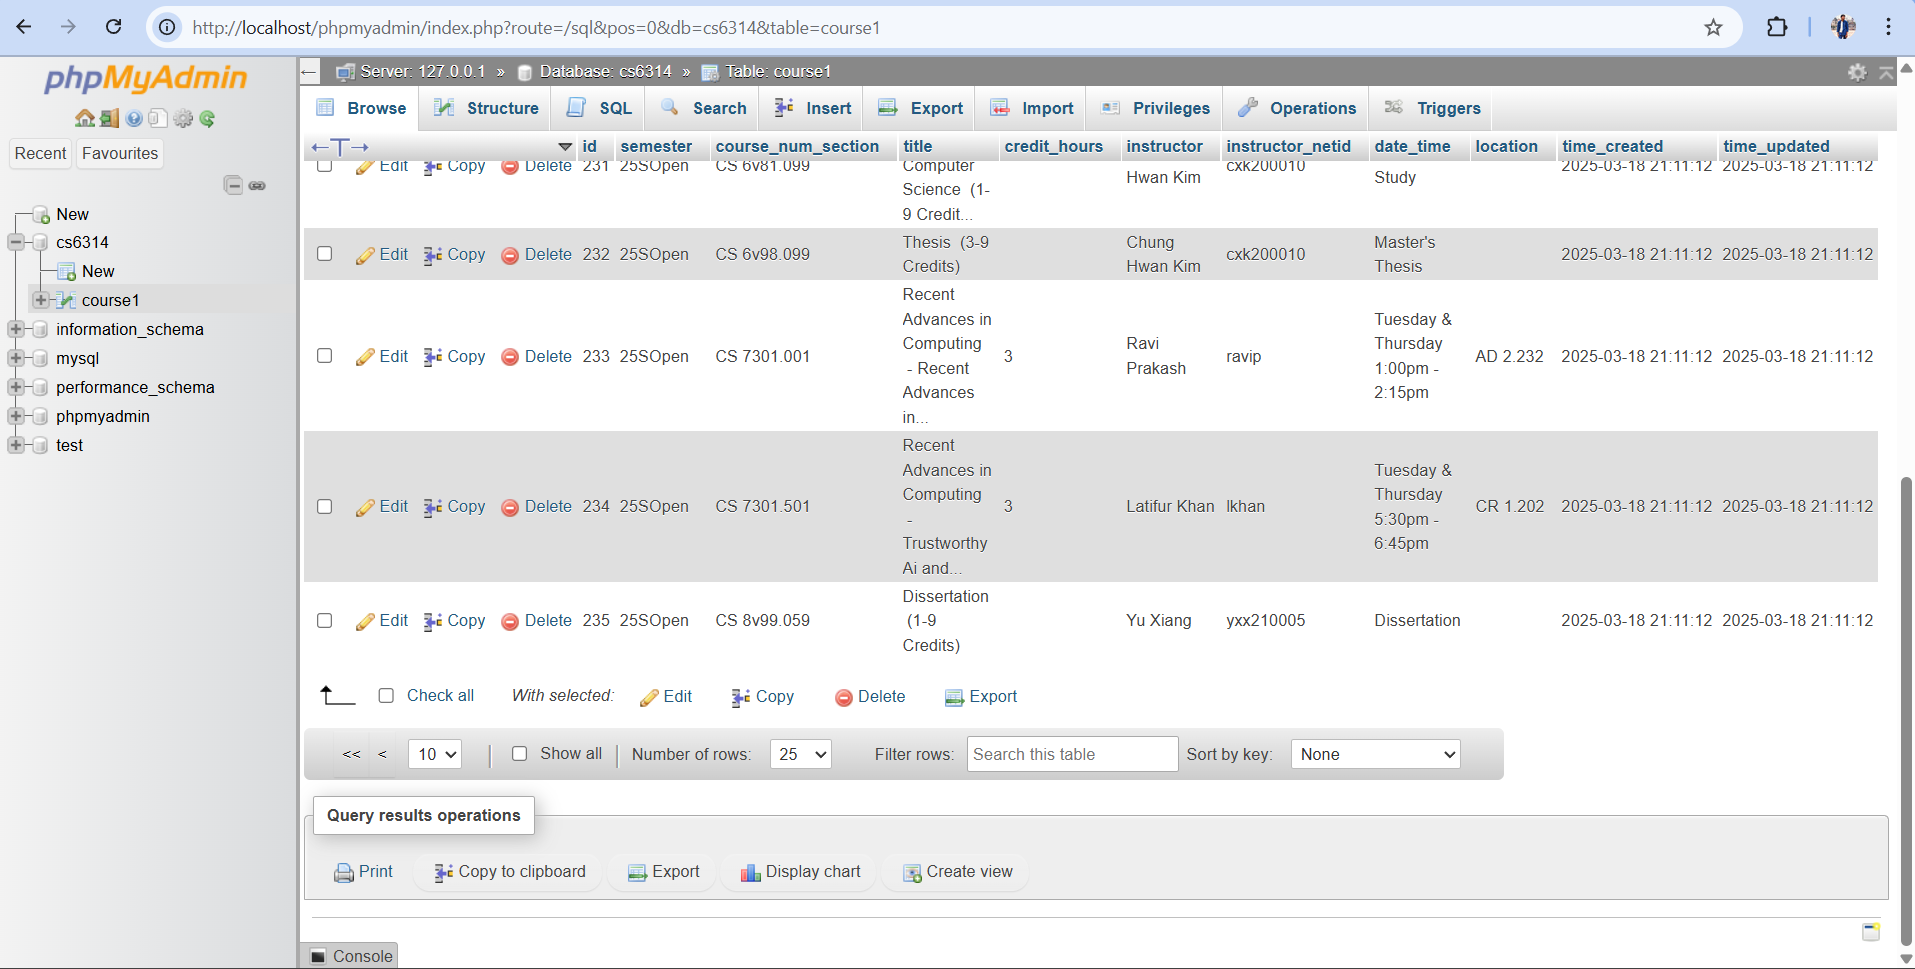 http://localhost/phpmyadmin/index.php?route=/sql&pos=0&db=cs6314&table=course1
phpMyAdmin
Recent Favourites
New
cs6314
New
course1
information_schema
mysql
performance_schema
phpmyadmin
test
Server: 127.0.0.1 » Database: cs6314 » Table: course1
Browse Structure SQL Search Insert Export Import Privileges Operations Triggers
←T→ id semester course_num_section title credit_hours instructor instructor_netid date_time location time_created time_updated
Edit Copy Delete 231 25SOpen CS 6v81.099 Computer cxk200010 2025-03-18 21:11:12 2025-03-18 21:11:12
Hwan Kim Study
Science (1-
9 Credit...
Thesis (3-9 Chung Master's
Edit Copy Delete 232 25SOpen CS 6v98.099 cxk200010 2025-03-18 21:11:12 2025-03-18 21:11:12
Credits) Hwan Kim Thesis
Recent
Advances in Tuesday &
Computing Ravi Thursday
Edit Copy Delete 233 25SOpen CS 7301.001 3 ravip AD 2.232 2025-03-18 21:11:12 2025-03-18 21:11:12
- Recent Prakash 1:00pm -
Advances 2:15pm
in...
Recent
Advances in Tuesday &
Computing Thursday
Edit Copy Delete 234 25SOpen CS 7301.501 3 Latifur Khan lkhan CR 1.202 2025-03-18 21:11:12 2025-03-18 21:11:12
- 5:30pm -
Trustworthy 6:45pm
Ai and...
Dissertation
Edit Copy Delete 235 25SOpen CS 8v99.059 (1-9 Yu Xiang yxx210005 Dissertation 2025-03-18 21:11:12 2025-03-18 21:11:12
Credits)
Check all With selected: Edit Copy Delete Export
<< < 10 Show all Number of rows: 25 Filter rows: Search this table Sort by key: None
Query results operations
Print Copy to clipboard Export Display chart Create view
Console